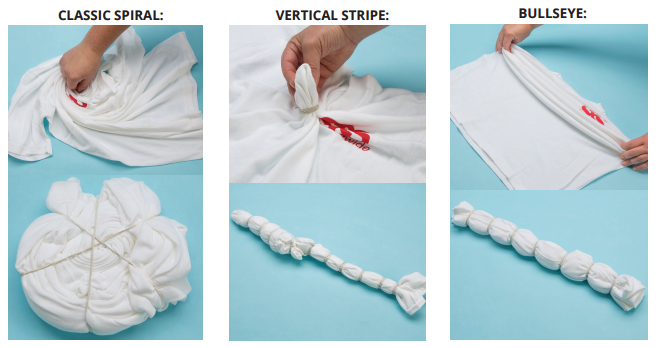 CLASSIC SPIRAL:
VERTICAL STRIPE:
BULLSEYE: